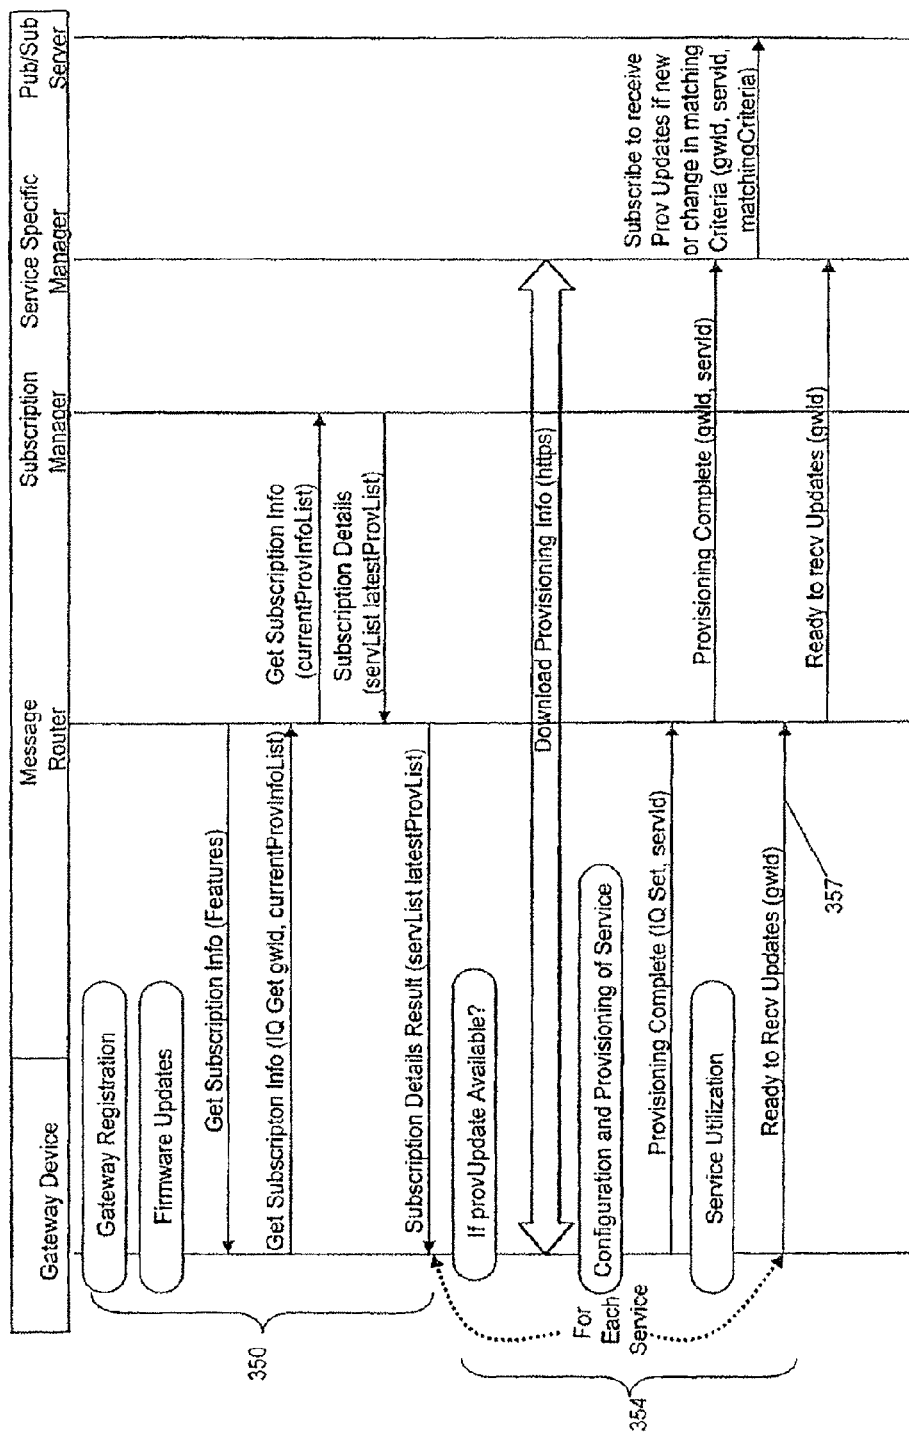 Gateway Device
Message
Router
Subscription
Manager
Service Specific
Manager
Pub/Sub
Server
Gateway Registration
Firmware Updates
Get Subscription Info (Features)
Get Subscripton Info (IQ Get gwId, currentProvInfoList)
Get Subscription Info
(currentProvInfoList)
Subscription Details
(servList latestProvList)
Subscription Details Result (servList latestProvList)
350
If provUpdate Available?
Download Provisioning Info (https)
For
Each
Service
Configuration and Provisioning of Service
Provisioning Complete (IQ Set, servId)
Provisioning Complete (gwId, servId)
Subscribe to receive
Prov Updates if new
or change in matching
Criteria (gwId, servId,
matchingCriteria)
Service Utilization
Ready to Recv Updates (gwId)
Ready to recv Updates (gwId)
354
357